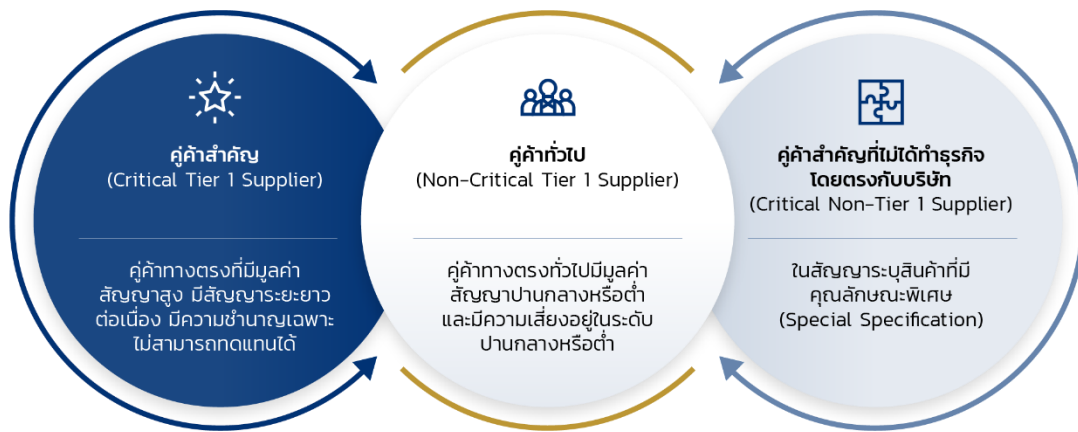 คู่ค้าสำคัญ
(Critical Tier 1 Supplier)
คู่ค้าทางตรงที่มีมูลค่า
สัญญาสูง มีสัญญาระยะยาว
ต่อเนื่อง มีความชำนาญเฉพาะ
ไม่สามารถทดแทนได้
คู่ค้าทั่วไป
(Non-Critical Tier 1 Supplier)
คู่ค้าทางตรงทั่วไปมีมูลค่า
สัญญาปานกลางหรือต่ำ
และมีความเสี่ยงอยู่ในระดับ
ปานกลางหรือต่ำ
คู่ค้าสำคัญที่ไม่ได้ทำธุรกิจ
โดยตรงกับบริษัท
(Critical Non-Tier 1 Supplier)
ในสัญญาระบุสินค้าที่มี
คุณลักษณะพิเศษ
(Special Specification)